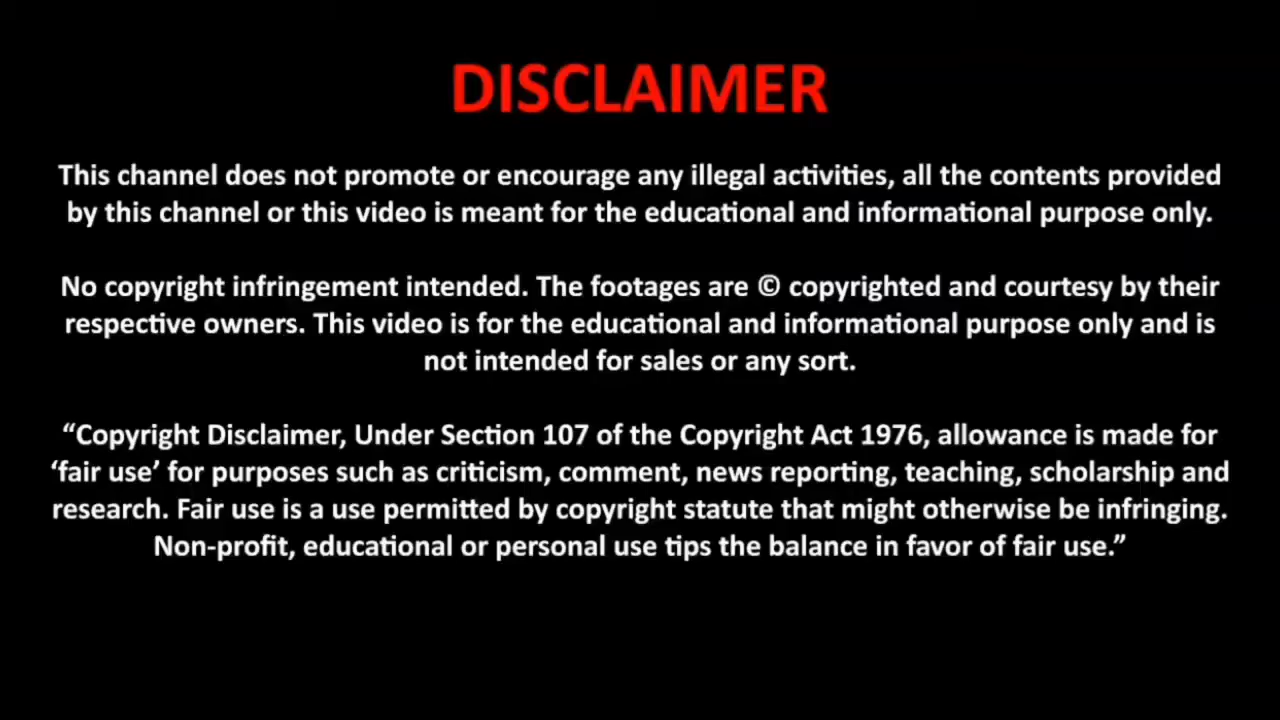 DISCLAIMER
This channel does not promote or encourage any illegal activities, all the contents provided
by this channel or this video is meant for the educational and informational purpose only.
No copyright infringement intended. The footages are © copyrighted and courtesy by their
respective owners. This video is for the educational and informational purpose only and is
not intended for sales or any sort.
“Copyright Disclaimer, Under Section 107 of the Copyright Act 1976, allowance is made for
‘fair use’ for purposes such as criticism, comment, news reporting, teaching, scholarship and
research. Fair use is a use permitted by copyright statute that might otherwise be infringing.
Non-profit, educational or personal use tips the balance in favor of fair use.”